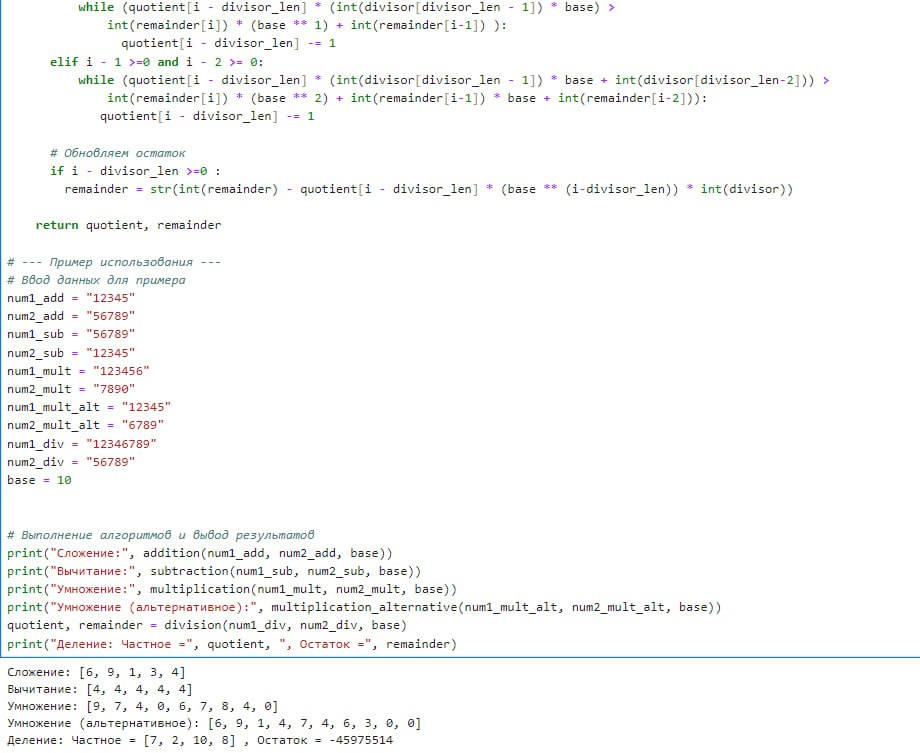 while (quotient[i - divisor_len] * (int(divisor[divisor_len - 1]) * base) >
int(remainder[i]) * (base ** 1) + int(remainder[i-1]) ):
quotient[i - divisor_len] -= 1
elif i - 1 >=0 and i - 2 >= 0:
while (quotient[i - divisor_len] * (int(divisor[divisor_len - 1]) * base + int(divisor[divisor_len-2])) >
int(remainder[i]) * (base ** 2) + int(remainder[i-1]) * base + int(remainder[i-2])):
quotient[i - divisor_len] -= 1
# Обновляем остаток
if i - divisor_len >=0 :
remainder = str(int(remainder) - quotient[i - divisor_len] * (base ** (i-divisor_len)) * int(divisor))
return quotient, remainder
# --- Пример использования ---
# Ввод данных для примера
num1_add = "12345"
num2_add = "56789"
num1_sub = "56789"
num2_sub = "12345"
num1_mult = "123456"
num2_mult = "7890"
num1_mult_alt = "12345"
num2_mult_alt = "6789"
num1_div = "12346789"
num2_div = "56789"
base = 10
# Выполнение алгоритмов и вывод результатов
print("Сложение:", addition(num1_add, num2_add, base))
print("Вычитание:", subtraction(num1_sub, num2_sub, base))
print("Умножение:", multiplication(num1_mult, num2_mult, base))
print("Умножение (альтернативное):", multiplication_alternative(num1_mult_alt, num2_mult_alt, base))
quotient, remainder = division(num1_div, num2_div, base)
print("Деление: Частное =", quotient, ", Остаток =", remainder)
Сложение: [6, 9, 1, 3, 4]
Вычитание: [4, 4, 4, 4, 4]
Умножение: [9, 7, 4, 0, 6, 7, 8, 4, 0]
Умножение (альтернативное): [6, 9, 1, 4, 7, 4, 6, 3, 0, 0]
Деление: Частное = [7, 2, 10, 8] , Остаток = -45975514